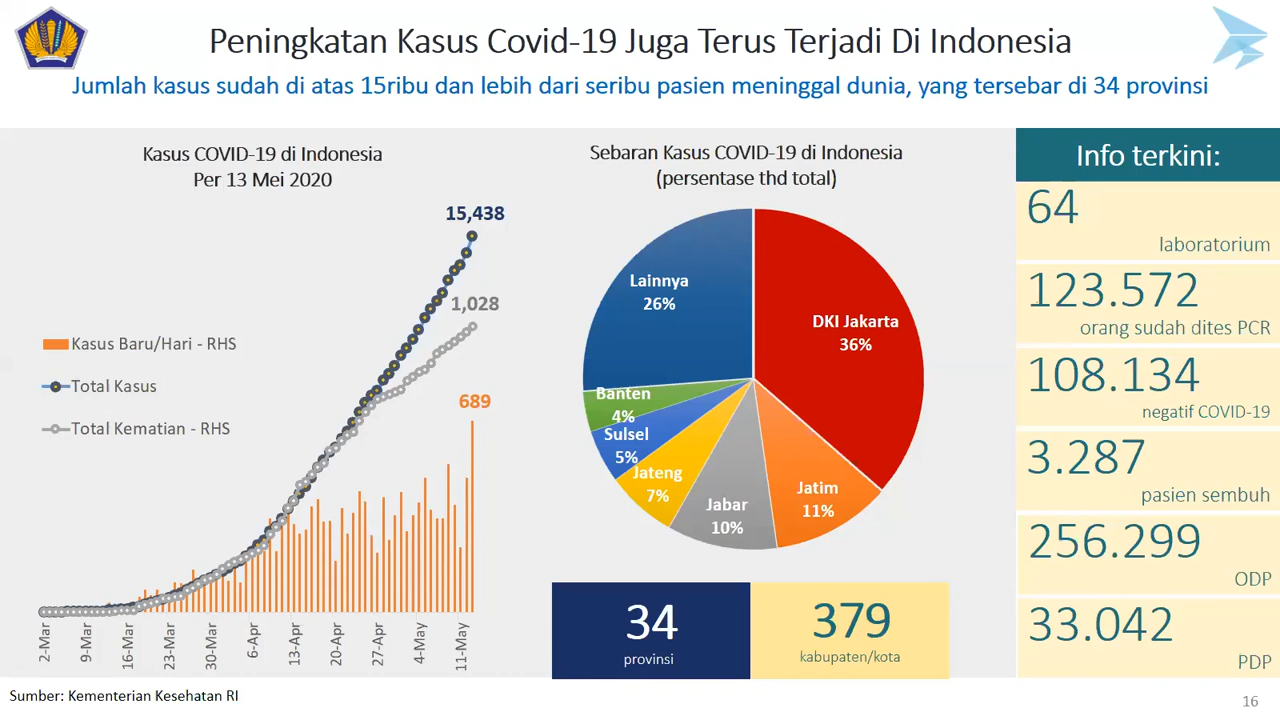 Peningkatan Kasus Covid-19 Juga Terus Terjadi Di Indonesia
Jumlah kasus sudah di atas 15ribu dan lebih dari seribu pasien meninggal dunia, yang tersebar di 34 provinsi
Kasus COVID-19 di Indonesia
Per 13 Mei 2020
15,438
1,028
689
Kasus Baru/Hari - RHS
Total Kasus
Total Kematian - RHS
2-Mar
9-Mar
16-Mar
23-Mar
30-Mar
6-Apr
13-Apr
20-Apr
27-Apr
4-May
11-May
Sebaran Kasus COVID-19 di Indonesia
(persentase thd total)
Lainnya
26%
DKI Jakarta
36%
Banten
4%
Sulsel
5%
Jateng
7%
Jabar
10%
Jatim
11%
34
provinsi
379
kabupaten/kota
Info terkini:
64
laboratorium
123.572
orang sudah dites PCR
108.134
negatif COVID-19
3.287
pasien sembuh
256.299
ODP
33.042
PDP
Sumber: Kementerian Kesehatan RI
16